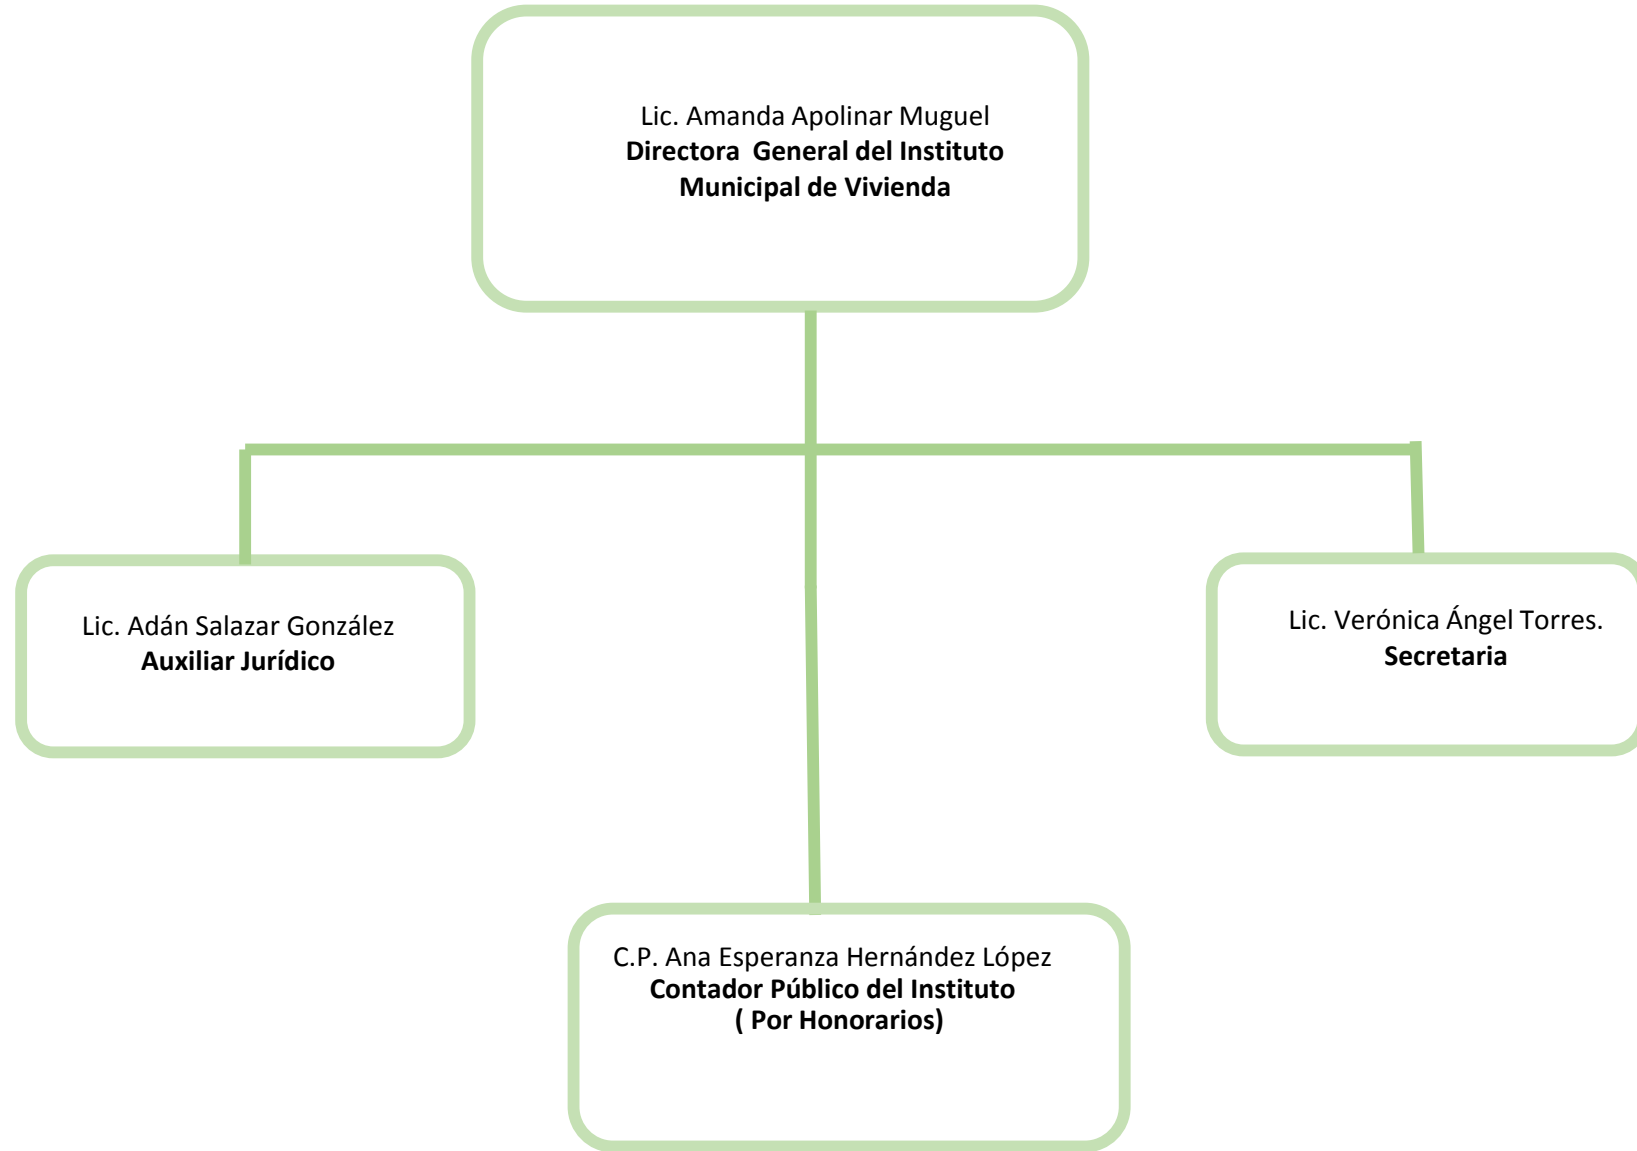 Lic. Amanda Apolinar Muguel
Directora  General del Instituto
Municipal de Vivienda
Lic. Adán Salazar González
Auxiliar Jurídico
Lic. Verónica Ángel Torres.
Secretaria
C.P. Ana Esperanza Hernández López
Contador Público del Instituto
( Por Honorarios)